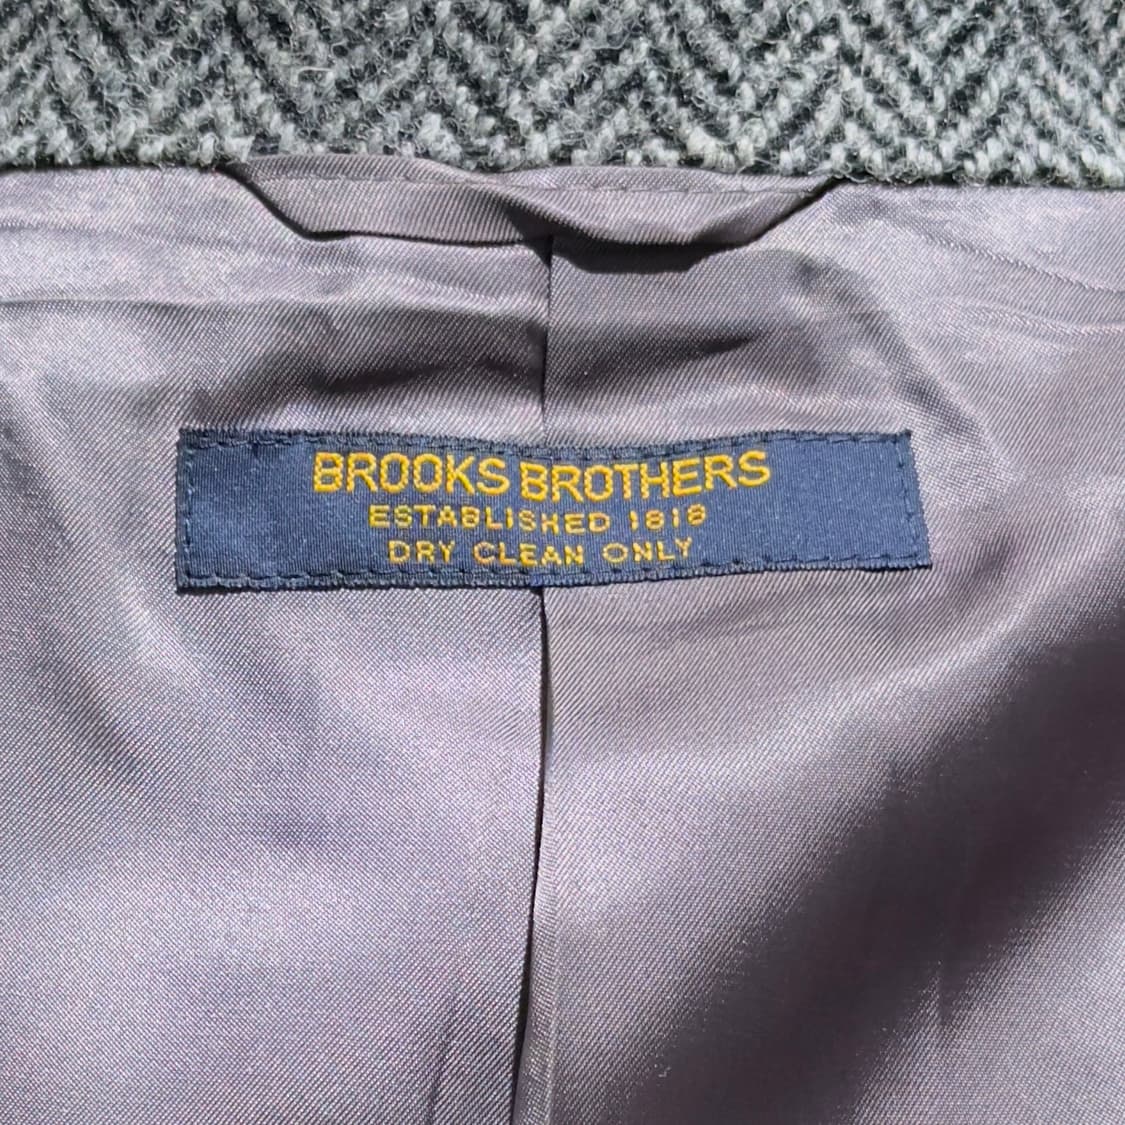 BROOKS BROTHERS
ESTABLISHED 1818
DRY CLEAN ONLY